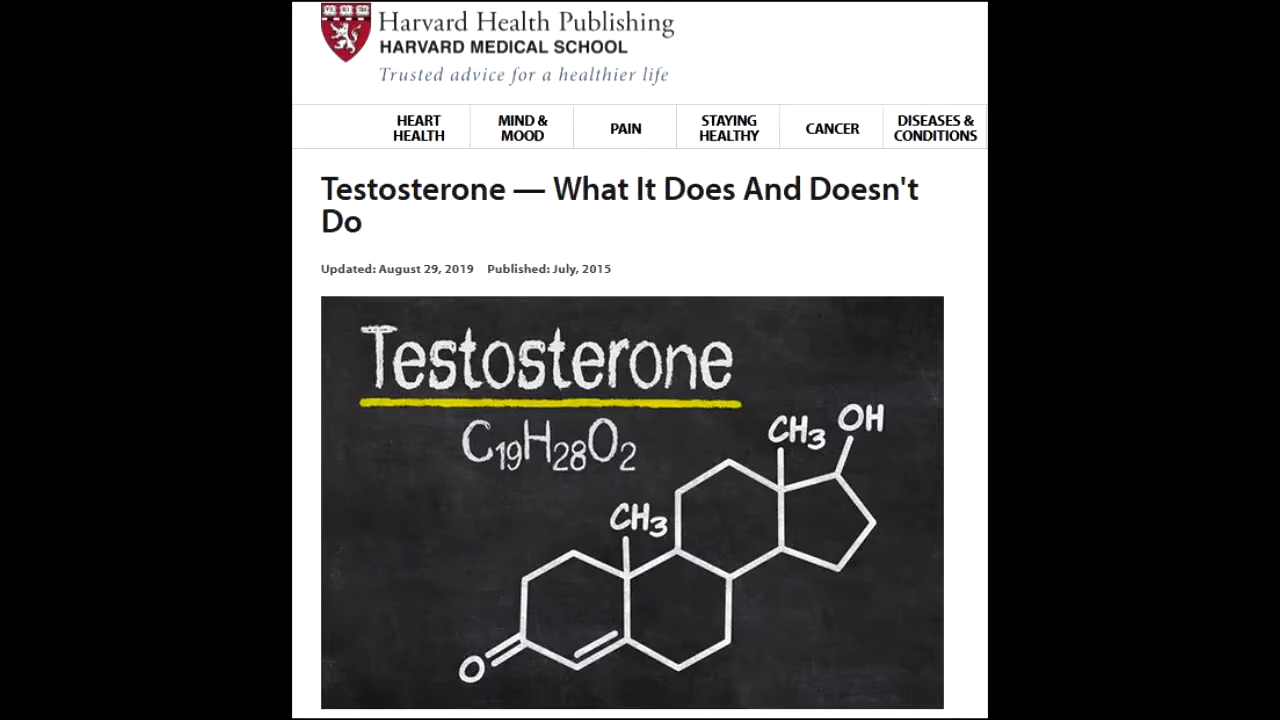 Harvard Health Publishing
HARVARD MEDICAL SCHOOL
Trusted advice for a healthier life
HEART
HEALTH
MIND &
MOOD
PAIN
STAYING
HEALTHY
CANCER
DISEASES &
CONDITIONS
Testosterone — What It Does And Doesn't
Do
Updated: August 29, 2019 Published: July, 2015
Testosterone
C₁₉H₂₈O₂
CH₃
OH
CH₃
O